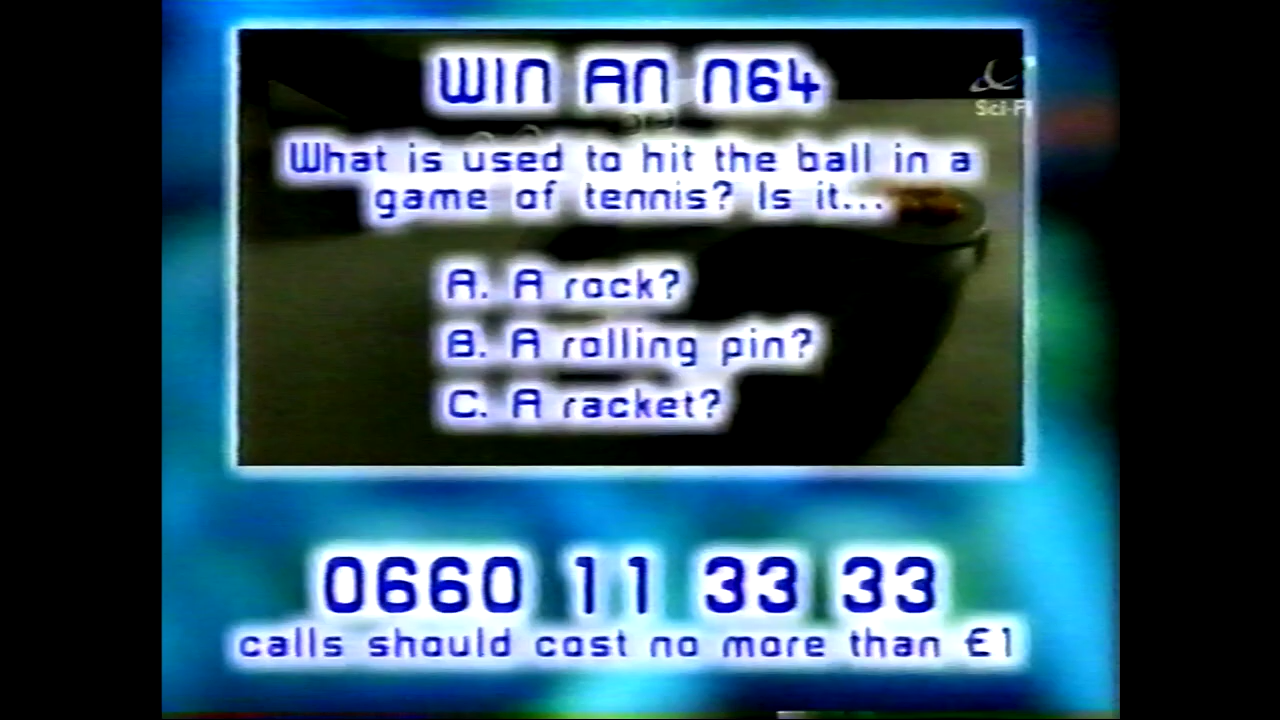 WIN AN N64
Sci-Fi
What is used to hit the ball in a
game of tennis? Is it...
A. A rock?
B. A rolling pin?
C. A racket?
0660 11 33 33
calls should cost no more than £1